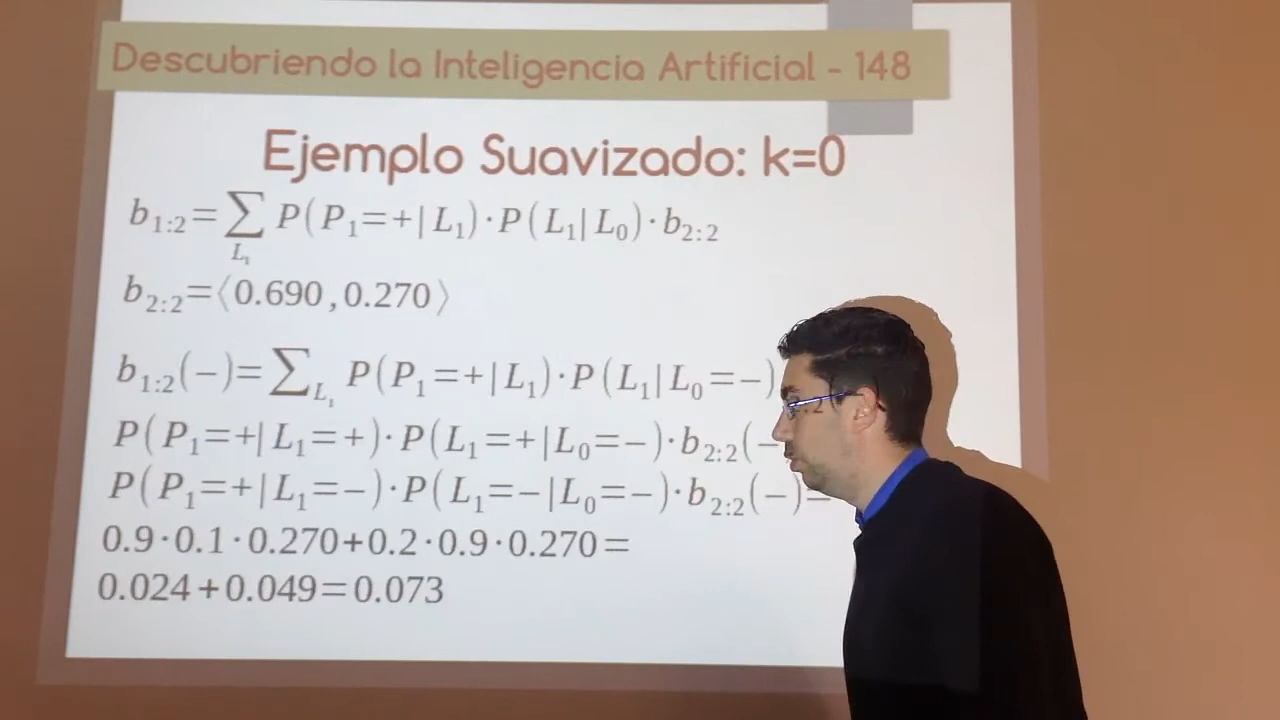 Descubriendo la Inteligencia Artificial - 148
Ejemplo Suavizado: k=0
b₁:₂=∑ P(P₁=+|L₁)·P(L₁|L₀)·b₂:₂
L₁
b₂:₂=⟨0.690,0.270⟩
b₁:₂(−)=∑L₁ P(P₁=+|L₁)·P(L₁|L₀=−)
P(P₁=+|L₁=+)·P(L₁=+|L₀=−)·b₂:₂(−
P(P₁=+|L₁=−)·P(L₁=−|L₀=−)·b₂:₂(−)=
0.9·0.1·0.270+0.2·0.9·0.270=
0.024+0.049=0.073